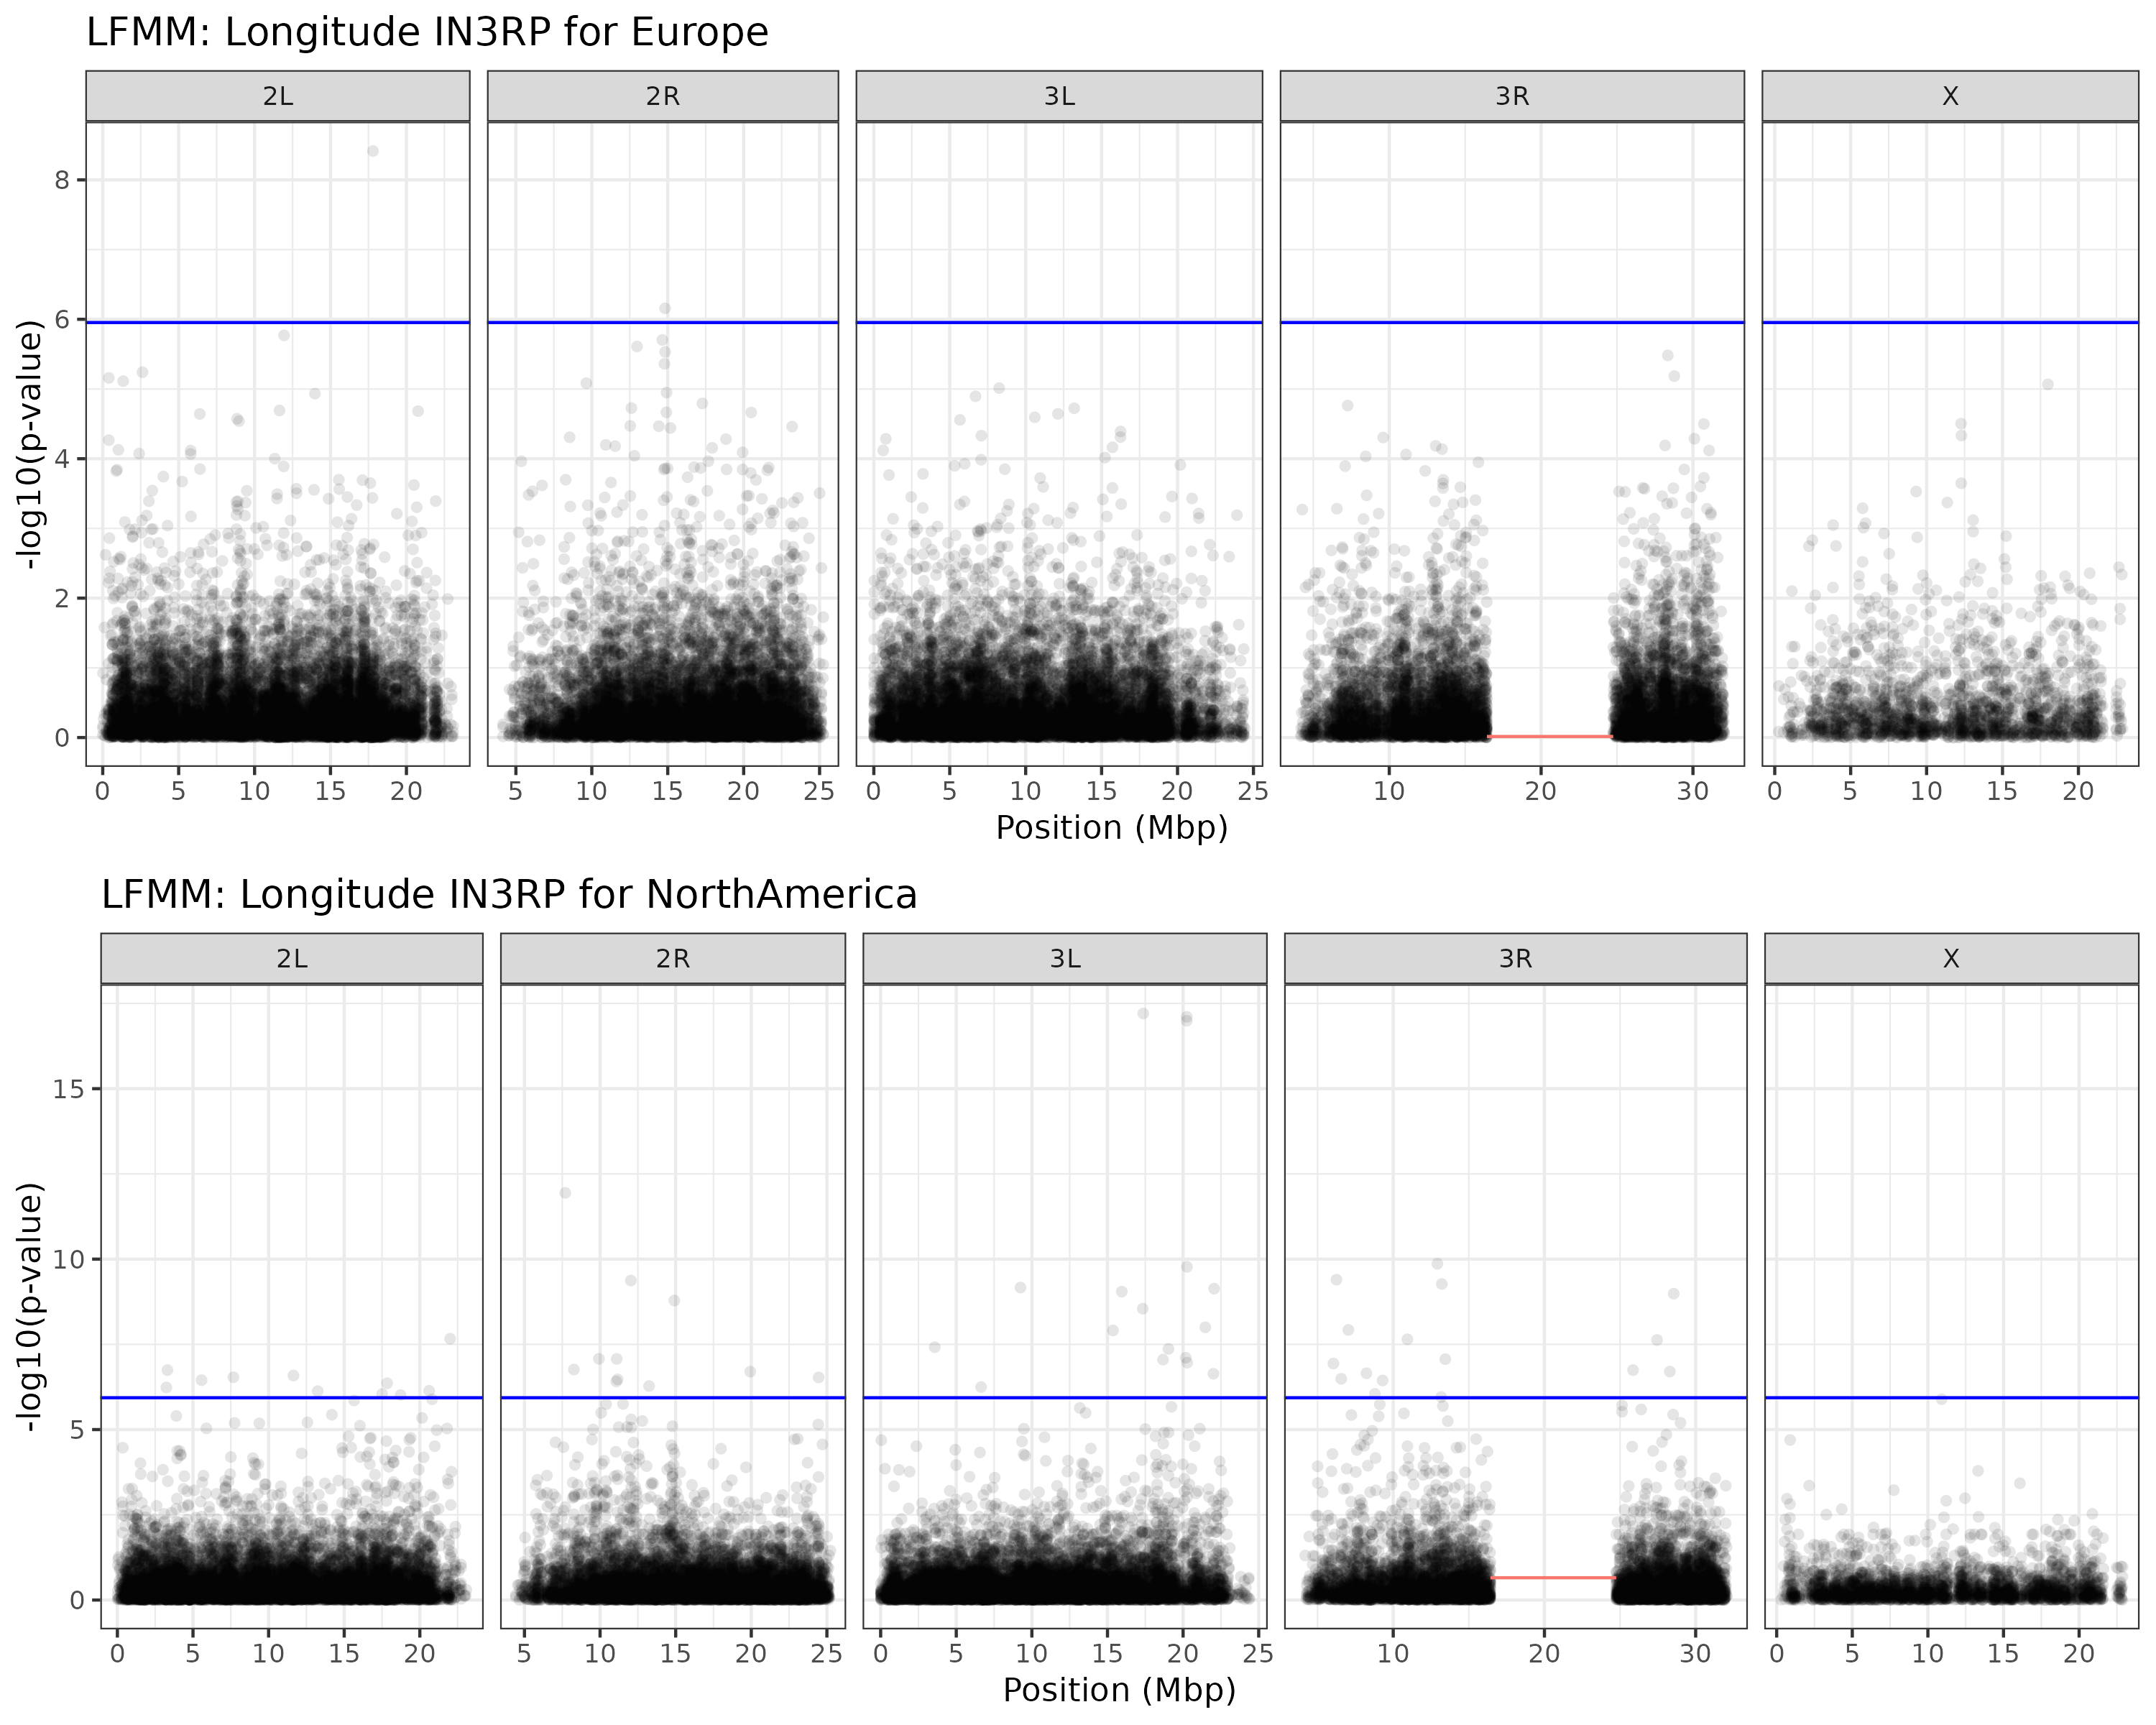 LFMM: Longitude IN3RP for Europe
2L 2R 3L 3R X
8
6
4
2
0
-log10(p-value)
0 5 10 15 20 5 10 15 20 25 0 5 10 15 20 25 10 20 30 0 5 10 15 20
Position (Mbp)
LFMM: Longitude IN3RP for NorthAmerica
2L 2R 3L 3R X
15
10
5
0
-log10(p-value)
0 5 10 15 20 5 10 15 20 25 0 5 10 15 20 25 10 20 30 0 5 10 15 20
Position (Mbp)